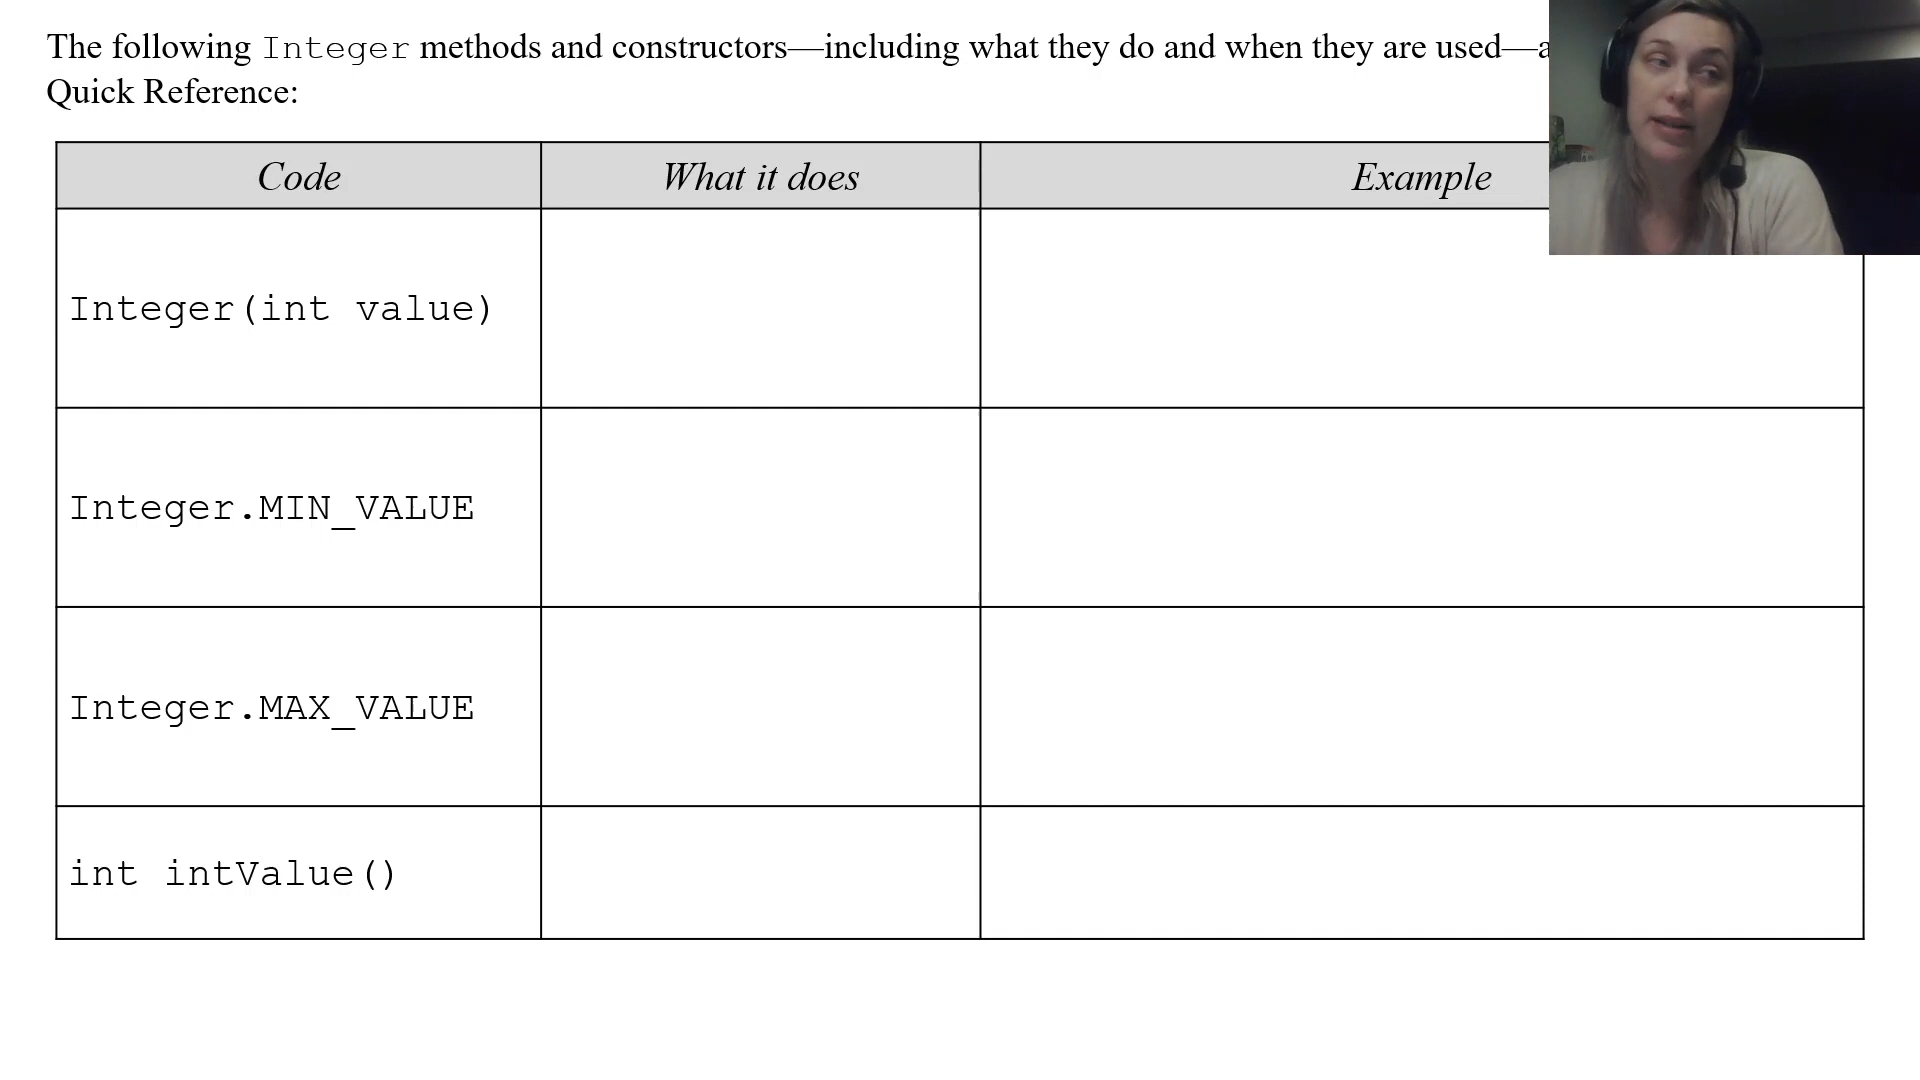 The following Integer methods and constructors—including what they do and when they are used—
Quick Reference:
Code What it does Example
Integer(int value)
Integer.MIN_VALUE
Integer.MAX_VALUE
int intValue()